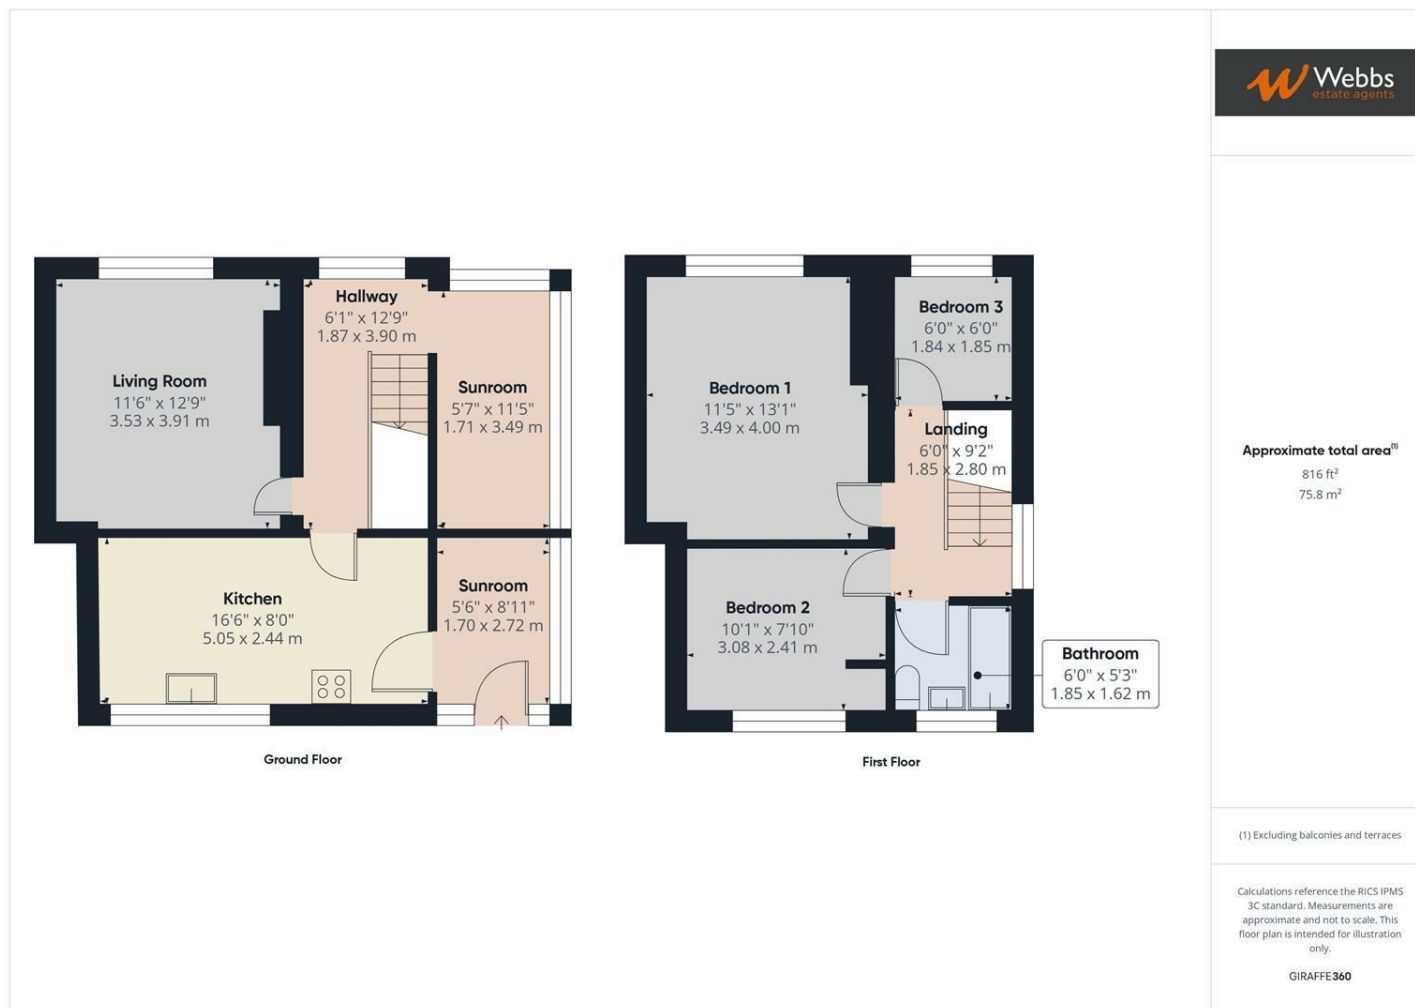 Webbs
estate agents
Hallway
6'1" x 12'9"
1.87 x 3.90 m
Living Room
11'6" x 12'9"
3.53 x 3.91 m
Sunroom
5'7" x 11'5"
1.71 x 3.49 m
Kitchen
16'6" x 8'0"
5.05 x 2.44 m
Sunroom
5'6" x 8'11"
1.70 x 2.72 m
Ground Floor
Bedroom 3
6'0" x 6'0"
1.84 x 1.85 m
Bedroom 1
11'5" x 13'1"
3.49 x 4.00 m
Landing
6'0" x 9'2"
1.85 x 2.80 m
Bedroom 2
10'1" x 7'10"
3.08 x 2.41 m
Bathroom
6'0" x 5'3"
1.85 x 1.62 m
First Floor
Approximate total area(1)
816 ft²
75.8 m²
(1) Excluding balconies and terraces
Calculations reference the RICS IPMS
3C standard. Measurements are
approximate and not to scale. This
floor plan is intended for illustration
only.
GIRAFFE360